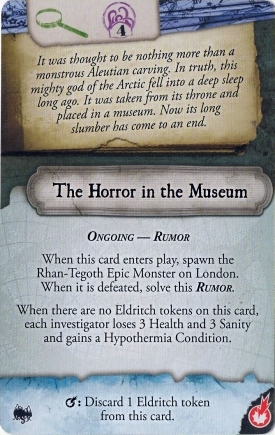 4
It was thought to be nothing more than a
monstrous Aleutian carving. In truth, this
mighty god of the Arctic fell into a deep sleep
long ago. It was taken from its throne and
placed in a museum. Now its long
slumber has come to an end.
The Horror in the Museum
Ongoing — Rumor
When this card enters play, spawn the
Rhan-Tegoth Epic Monster on London.
When it is defeated, solve this Rumor.
When there are no Eldritch tokens on this card,
each investigator loses 3 Health and 3 Sanity
and gains a Hypothermia Condition.
: Discard 1 Eldritch token
from this card.